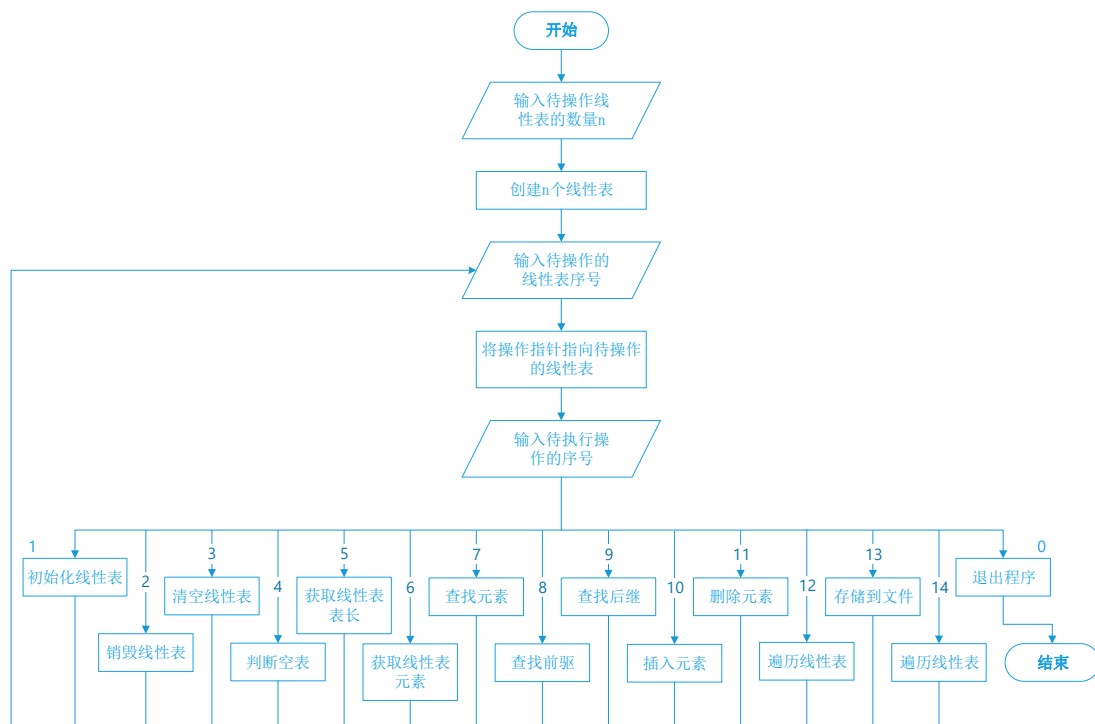 开始
输入待操作线
性表的数量n
创建n个线性表
输入待操作的
线性表序号
将操作指针指向待操作
的线性表
输入待执行操
作的序号
1
初始化线性表
2
销毁线性表
3
清空线性表
4
判断空表
5
获取线性表
表长
6
获取线性表
元素
7
查找元素
8
查找前驱
9
查找后继
10
插入元素
11
删除元素
12
遍历线性表
13
存储到文件
14
遍历线性表
0
退出程序
结束